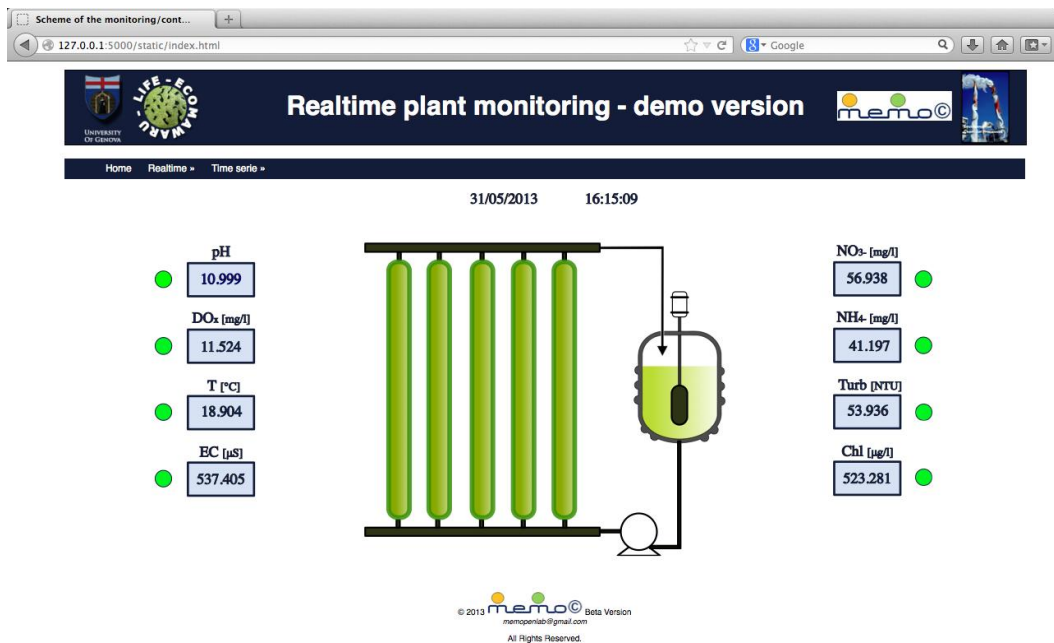 Scheme of the monitoring/cont...
127.0.0.1:5000/static/index.html
Google
UNIVERSITY
OF GENOVA
LIFE - ECOMAWARU -
Realtime plant monitoring - demo version
memo©
Home Realtime » Time serie »
31/05/2013 16:15:09
pH
10.999
DOx [mg/l]
11.524
T [°C]
18.904
EC [µS]
537.405
NO3- [mg/l]
56.938
NH4- [mg/l]
41.197
Turb [NTU]
53.936
Chl [µg/l]
523.281
© 2013 memo© Beta Version
memopenlab@gmail.com
All Rights Reserved.